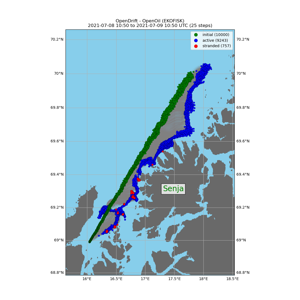 OpenDrift - OpenOil (EKOFISK)
2021-07-08 10:50 to 2021-07-09 10:50 UTC (25 steps)
initial (10000)
active (9243)
stranded (757)
70.2°N 70.2°N
70°N 70°N
69.8°N 69.8°N
69.6°N 69.6°N
69.4°N 69.4°N
Senja
69.2°N 69.2°N
69°N 69°N
68.8°N 68.8°N
16°E 16.5°E 17°E 17.5°E 18°E 18.5°E